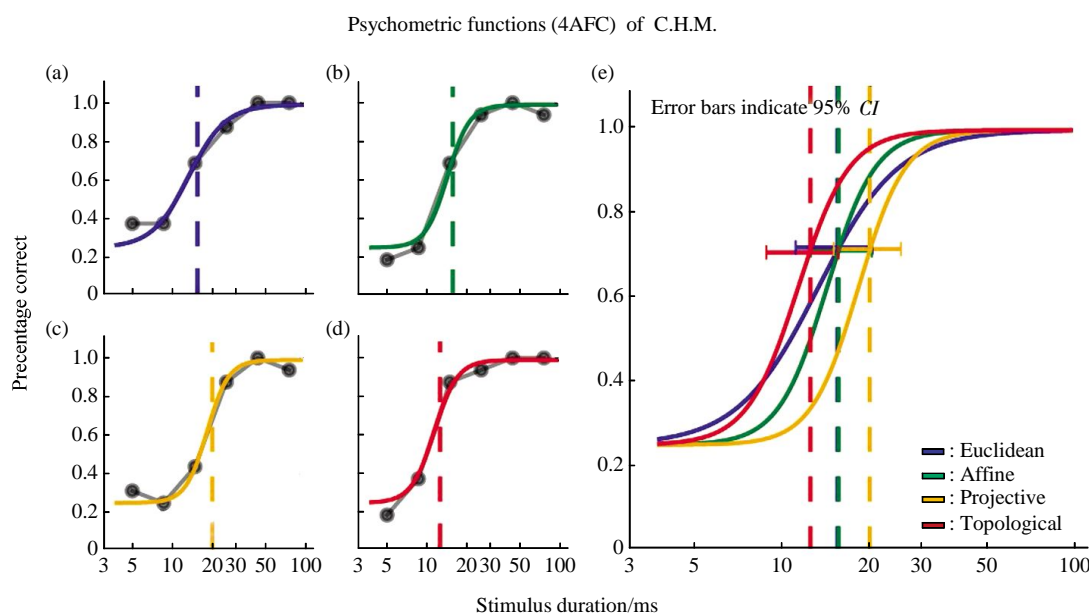 Psychometric functions (4AFC) of C.H.M.
(a)
1.0
0.8
0.6
0.4
0.2
0
(b)
(c)
1.0
0.8
0.6
0.4
0.2
0
3 5 10 20 30 50 100
(d)
3 5 10 20 30 50 100
(e)
Error bars indicate 95% CI
1.0
0.8
0.6
0.4
0.2
0
: Euclidean
: Affine
: Projective
: Topological
3 5 10 20 30 50 100
Precentage correct
Stimulus duration/ms